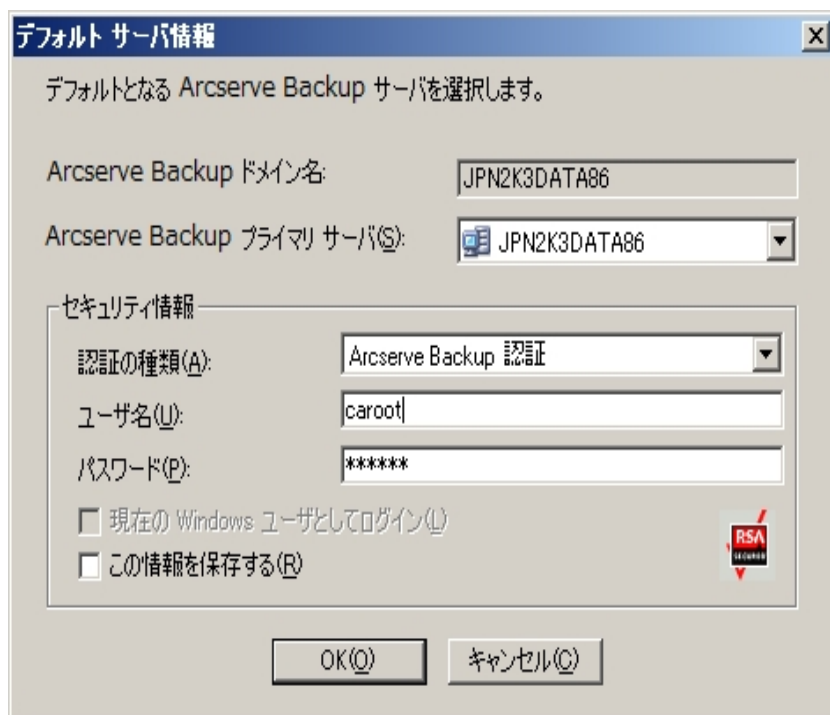 デフォルト サーバ情報
デフォルトとなる Arcserve Backup サーバを選択します。
Arcserve Backup ドメイン名: JPN2K3DATA86
Arcserve Backup プライマリ サーバ(S): JPN2K3DATA86
セキュリティ情報
認証の種類(A): Arcserve Backup 認証
ユーザ名(U): caroot
パスワード(P): ******
現在の Windows ユーザとしてログイン(L)
この情報を保存する(R)
RSA
SECURED
OK(O) キャンセル(C)